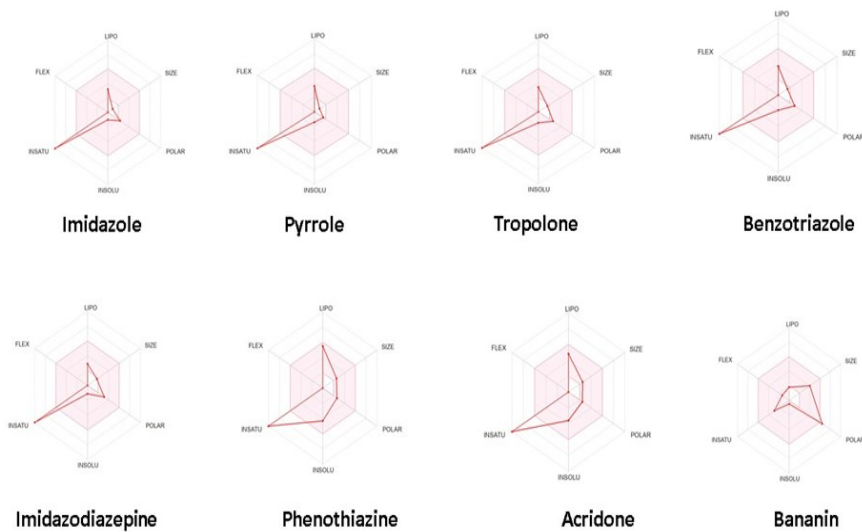 LIPO
FLEX
SIZE
INSATU
POLAR
INSOLU
Imidazole
LIPO
FLEX
SIZE
INSATU
POLAR
INSOLU
Pyrrole
LIPO
FLEX
SIZE
INSATU
POLAR
INSOLU
Tropolone
LIPO
FLEX
SIZE
INSATU
POLAR
INSOLU
Benzotriazole
LIPO
FLEX
SIZE
INSATU
POLAR
INSOLU
Imidazodiazepine
LIPO
FLEX
SIZE
INSATU
POLAR
INSOLU
Phenothiazine
LIPO
FLEX
SIZE
INSATU
POLAR
INSOLU
Acridone
LIPO
FLEX
SIZE
INSATU
POLAR
INSOLU
Bananin